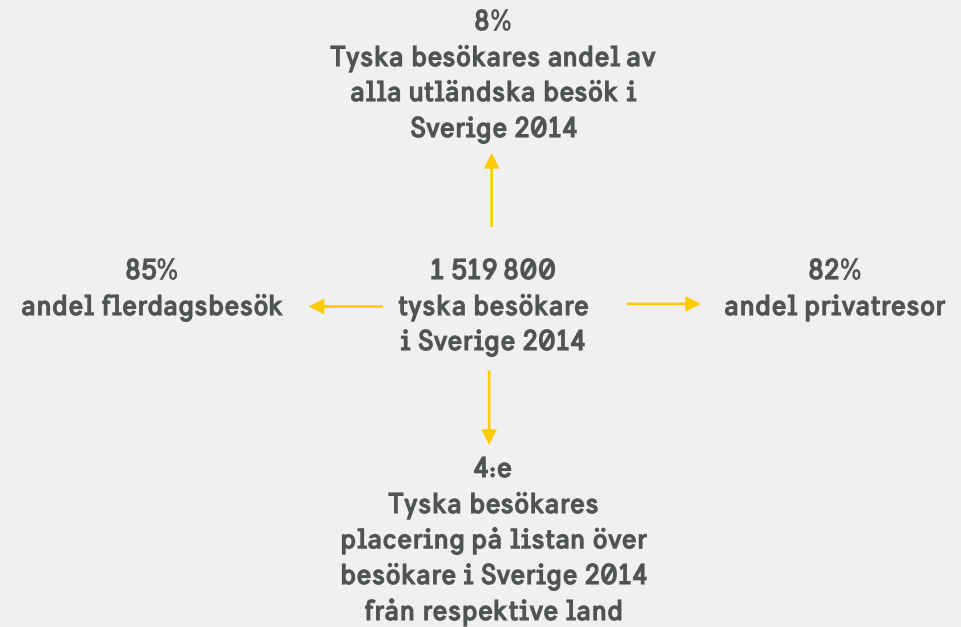 8%
Tyska besökares andel av
alla utländska besök i
Sverige 2014
85%
andel flerdagsbesök
1 519 800
tyska besökare
i Sverige 2014
82%
andel privatresor
4:e
Tyska besökares
placering på listan över
besökare i Sverige 2014
från respektive land